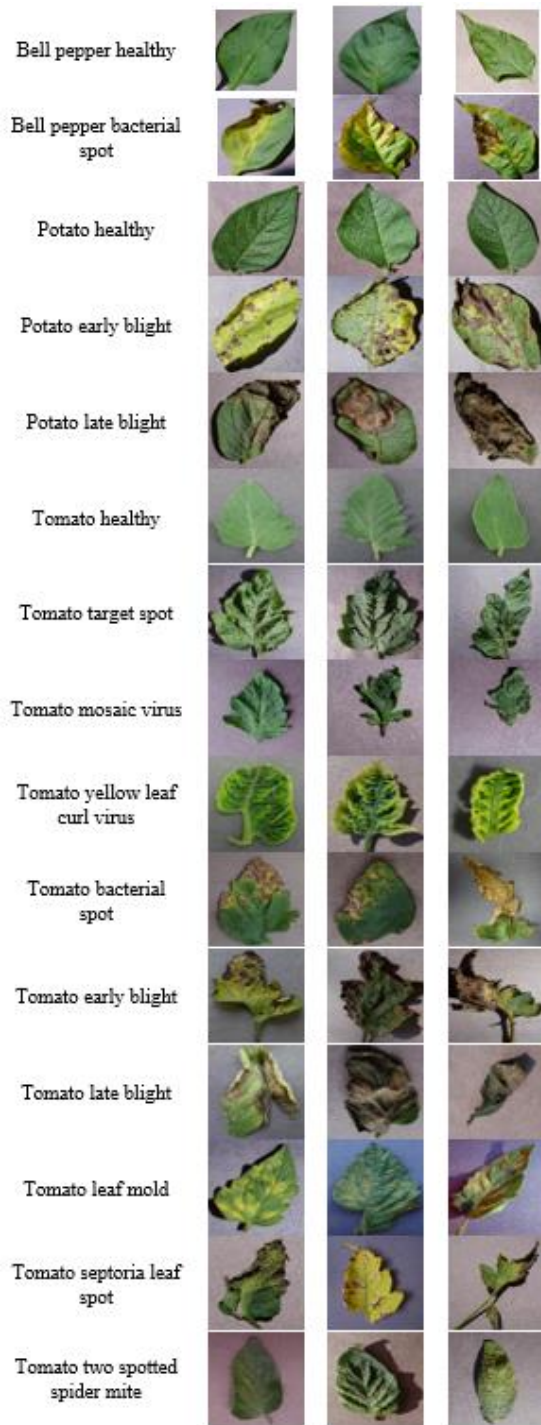 Bell pepper healthy
Bell pepper bacterial
spot
Potato healthy
Potato early blight
Potato late blight
Tomato healthy
Tomato target spot
Tomato mosaic virus
Tomato yellow leaf
curl virus
Tomato bacterial
spot
Tomato early blight
Tomato late blight
Tomato leaf mold
Tomato septoria leaf
spot
Tomato two spotted
spider mite